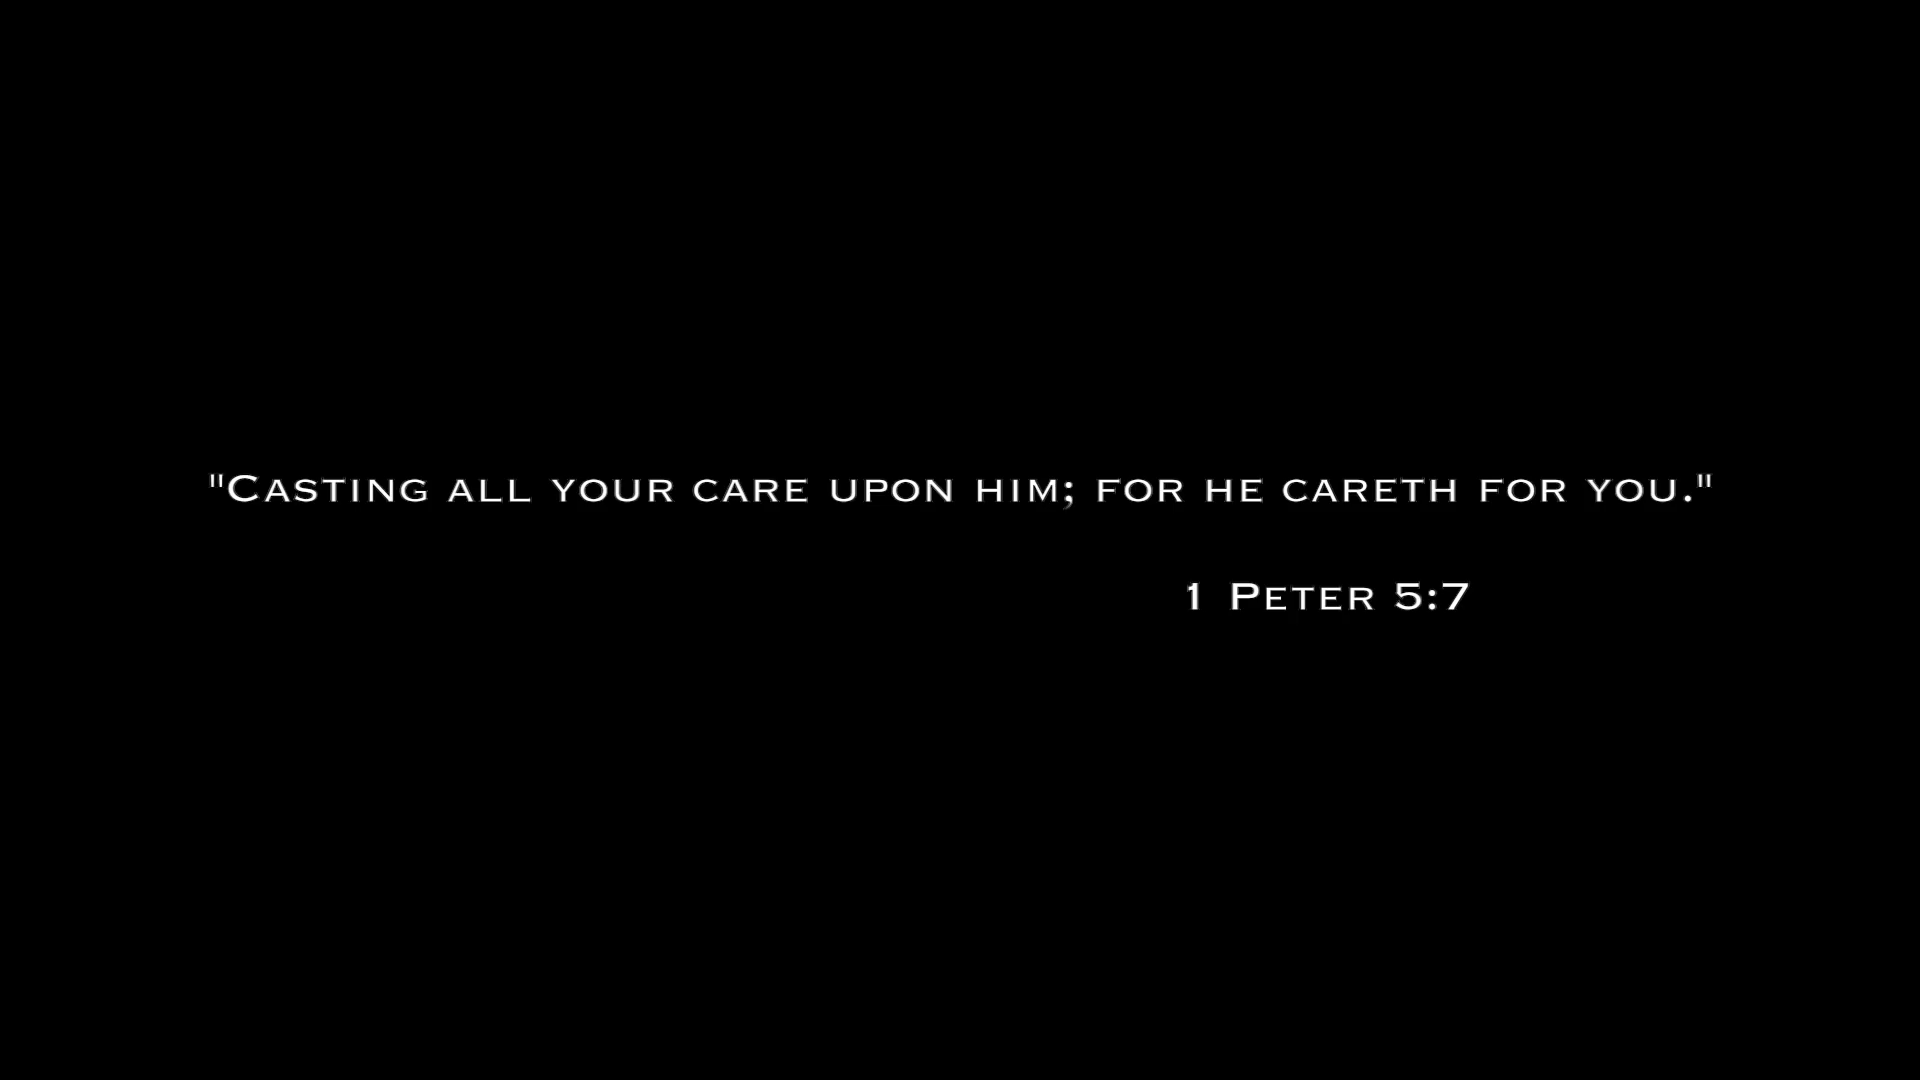 "Casting all your care upon him; for he careth for you."
1 Peter 5:7